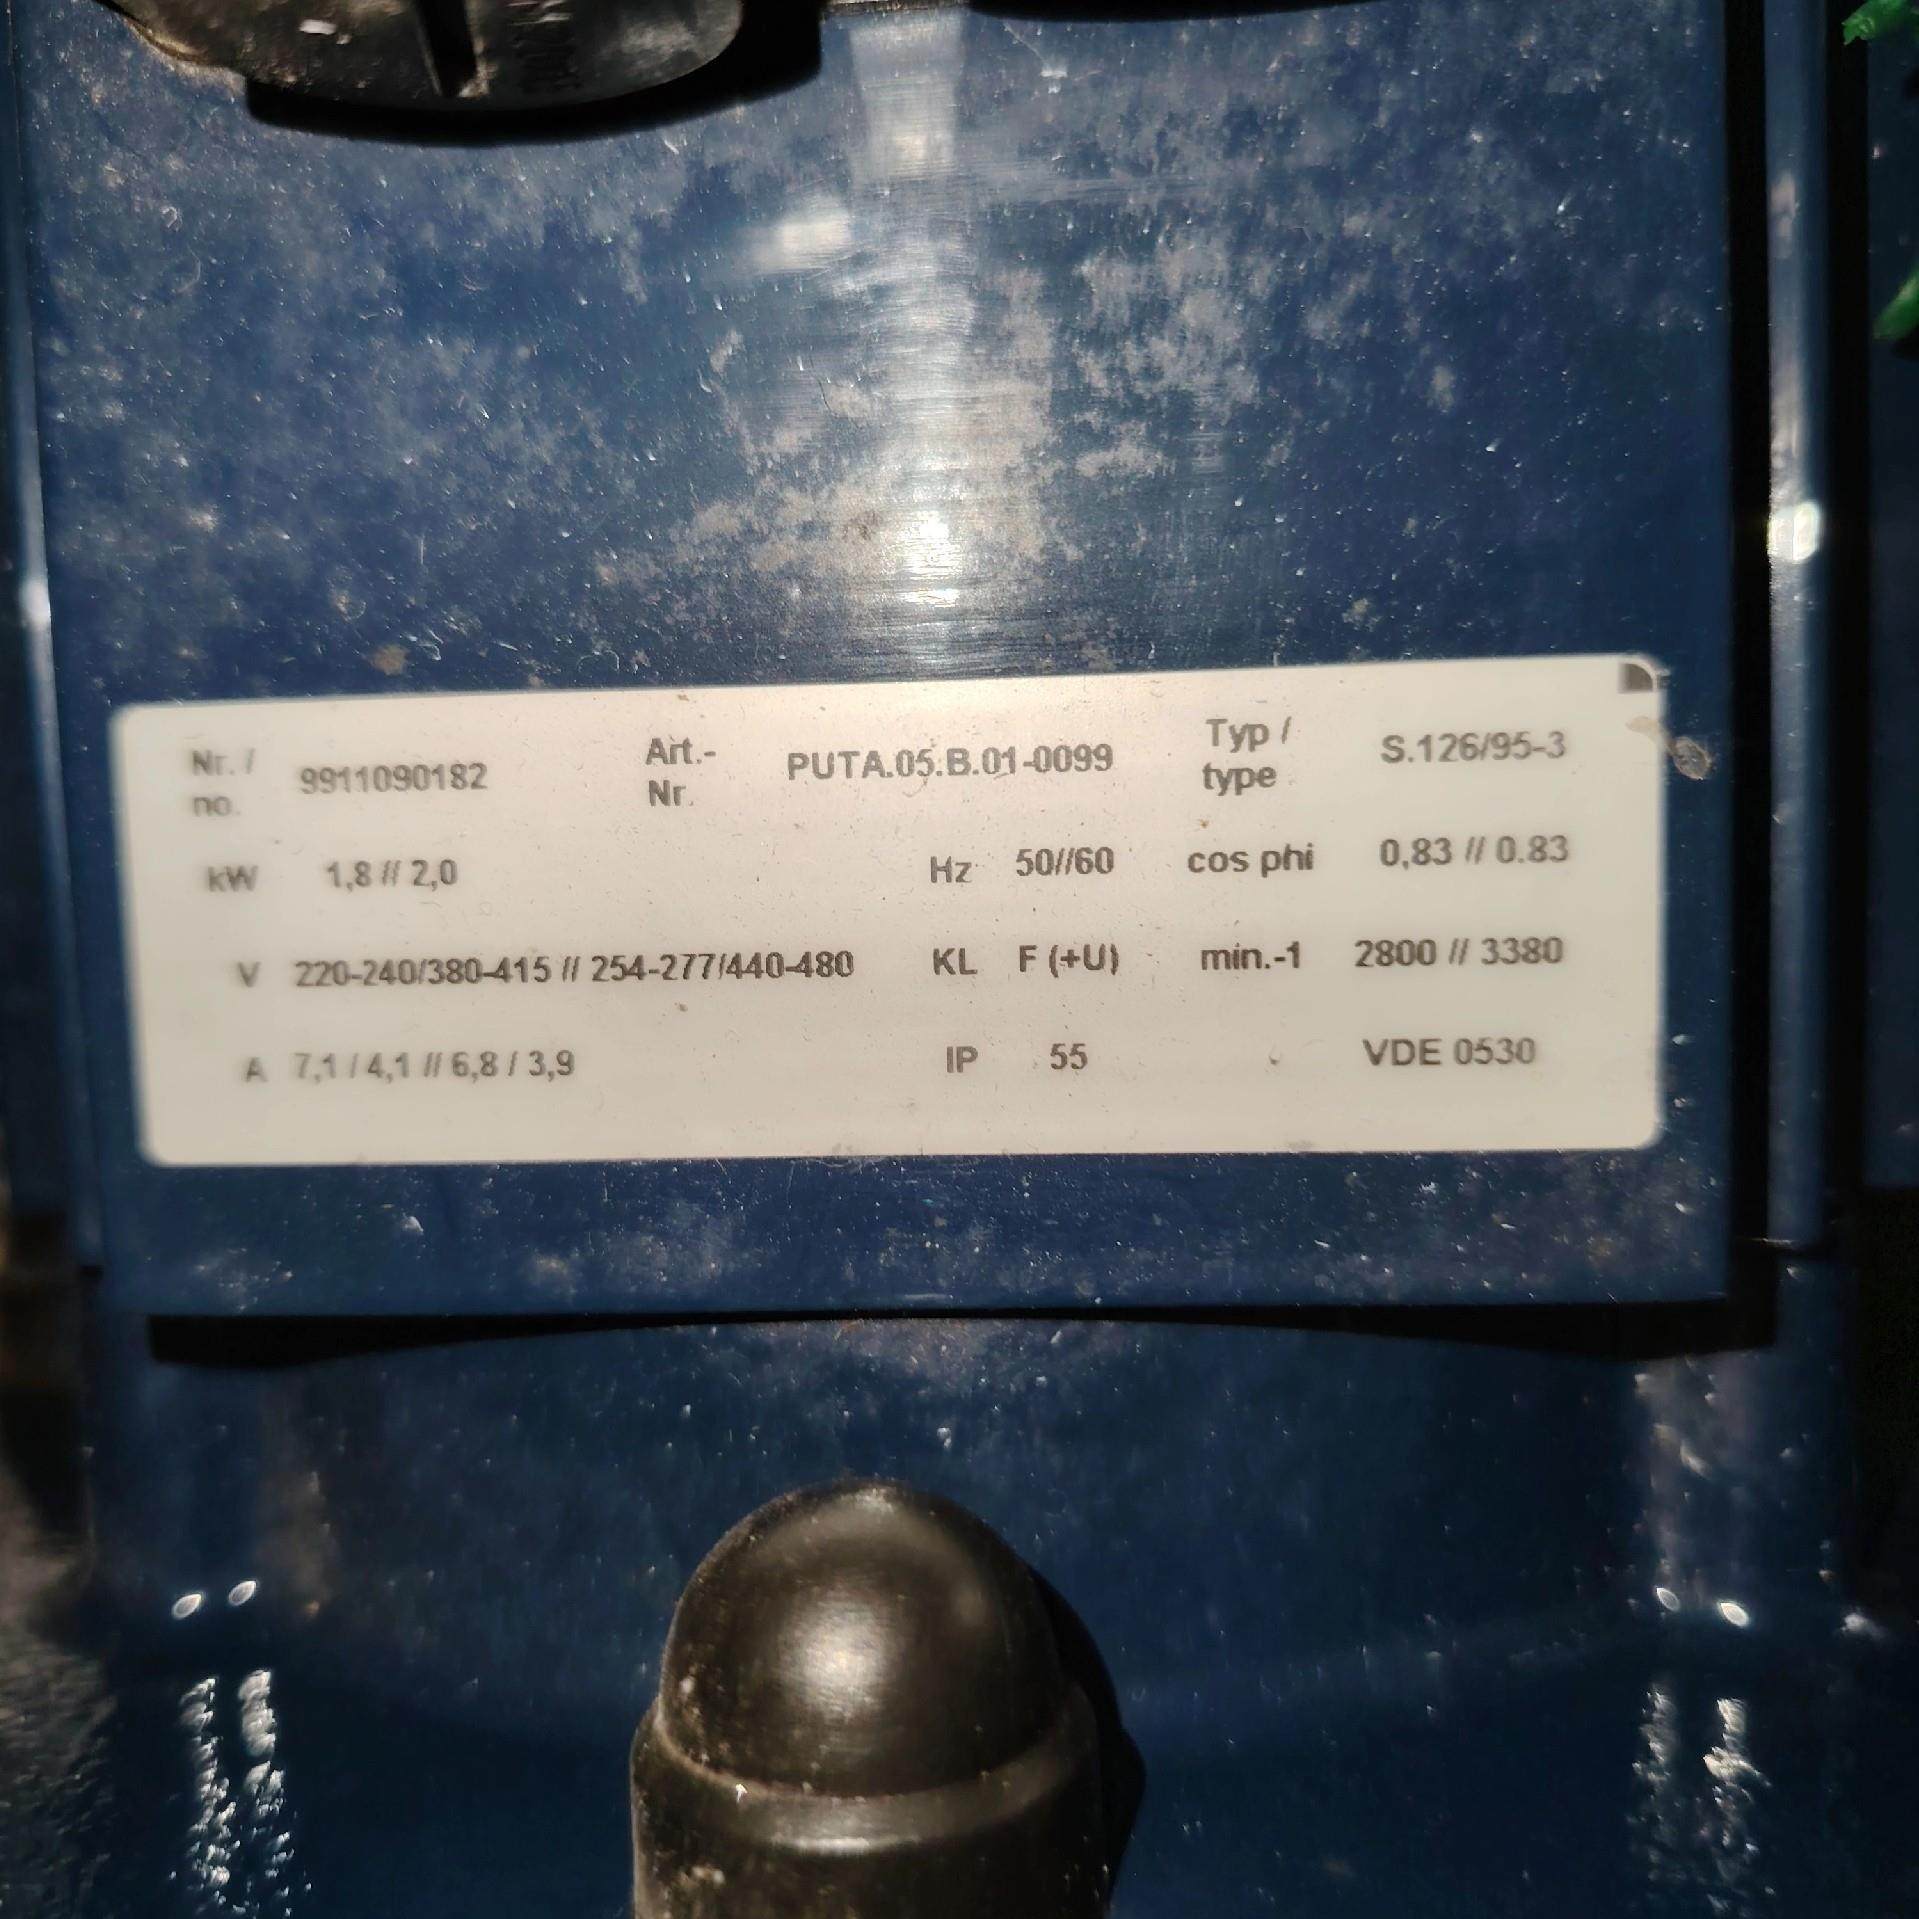 Nr. / no. 9911090182 Art.-Nr. PUTA.05.B.01-0099 Typ / type S.126/95-3
kW 1,8 // 2,0 Hz 50//60 cos phi 0,83 // 0.83
V 220-240/380-415 // 254-277/440-480 KL F (+U) min.-1 2800 // 3380
A 7,1 / 4,1 // 6,8 / 3,9 IP 55 VDE 0530